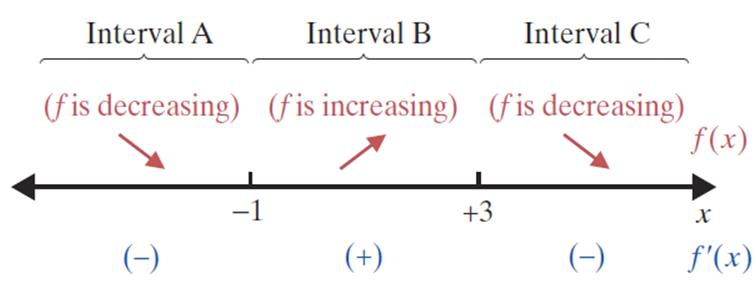 Interval A Interval B Interval C
(f is decreasing) (f is increasing) (f is decreasing)
f(x)
−1 +3 x
(−) (+) (−) f'(x)